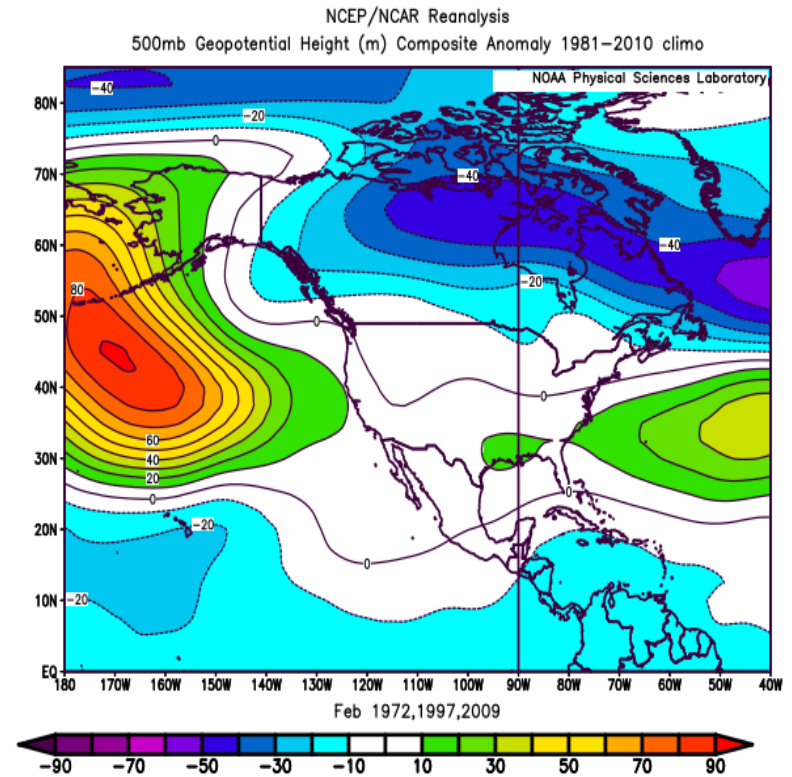 NCEP/NCAR Reanalysis
500mb Geopotential Height (m) Composite Anomaly 1981-2010 climo
NOAA Physical Sciences Laboratory
80N
70N
60N
50N
40N
30N
20N
10N
EQ
-40
-20
0
-40
-40
-20
80
0
0
60
40
20
0
0
-20
0
-20
180 170W 160W 150W 140W 130W 120W 110W 100W 90W 80W 70W 60W 50W 40W
Feb 1972,1997,2009
-90 -70 -50 -30 -10 10 30 50 70 90